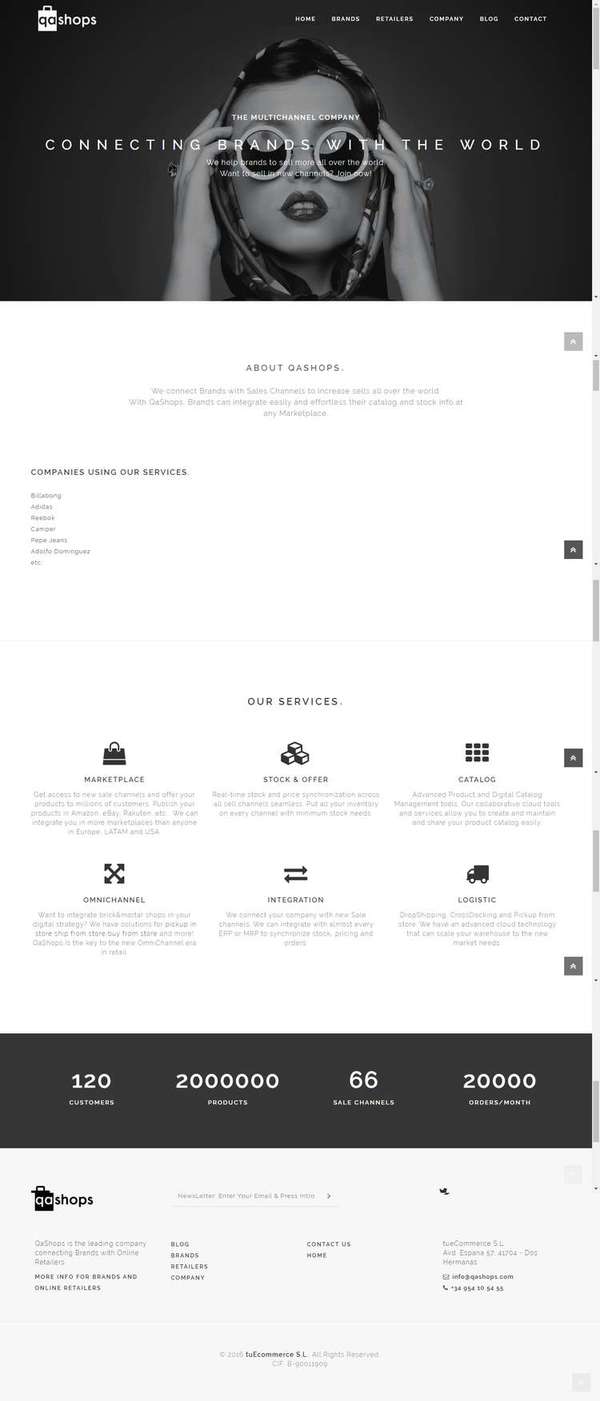 qashops
HOME BRANDS RETAILERS COMPANY BLOG CONTACT
THE MULTICHANNEL COMPANY
CONNECTING BRANDS WITH THE WORLD
We help brands to sell more all over the world.
Want to sell in new channels? Join now!
ABOUT QASHOPS.
We connect Brands with Sales Channels to increase sells all over the world.
With QaShops, Brands can integrate easily and effortless their catalog and stock info at
any Marketplace.
COMPANIES USING OUR SERVICES.
Billabong
Adidas
Reebok
Camper
Pepe Jeans
Adolfo Dominguez
etc.
OUR SERVICES.
MARKETPLACE
Get access to new sale channels and offer your
products to millions of customers. Publish your
products in Amazon, eBay, Rakuten, etc... We can
integrate you in more marketplaces than anyone
in Europe, LATAM and USA
STOCK & OFFER
Real-time stock and price synchronization across
all sell channels seamless. Put all your inventory
on every channel with minimum stock needs
CATALOG
Advanced Product and Digital Catalog
Management tools. Our collaborative cloud tools
and services allow you to create and maintain
and share your product catalog easily
OMNICHANNEL
Want to integrate brick&mortar shops in your
digital strategy? We have solutions for pickup in
store ship from store buy from store and more!
QaShops is the key to the new OmniChannel era
in retail
INTEGRATION
We connect your company with new Sale
channels. We can integrate with almost every
ERP or MRP to synchronize stock, pricing and
orders
LOGISTIC
DropShipping, CrossDocking and Pickup from
store. We have an advanced cloud technology
that can scale your warehouse to the new
market needs
120 2000000 66 20000
CUSTOMERS PRODUCTS SALE CHANNELS ORDERS/MONTH
qashops
NewsLetter: Enter Your Email & Press Intro
QaShops is the leading company
connecting Brands with Online
Retailers
MORE INFO FOR BRANDS AND
ONLINE RETAILERS
BLOG
BRANDS
RETAILERS
COMPANY
CONTACT US
HOME
tueCommerce S.L.
Avd. Espana 57, 41704 - Dos
Hermanas
info@qashops.com
+34 954 10 54 55
© 2016 tuEcommerce S.L. All Rights Reserved.
CIF: B-90011909